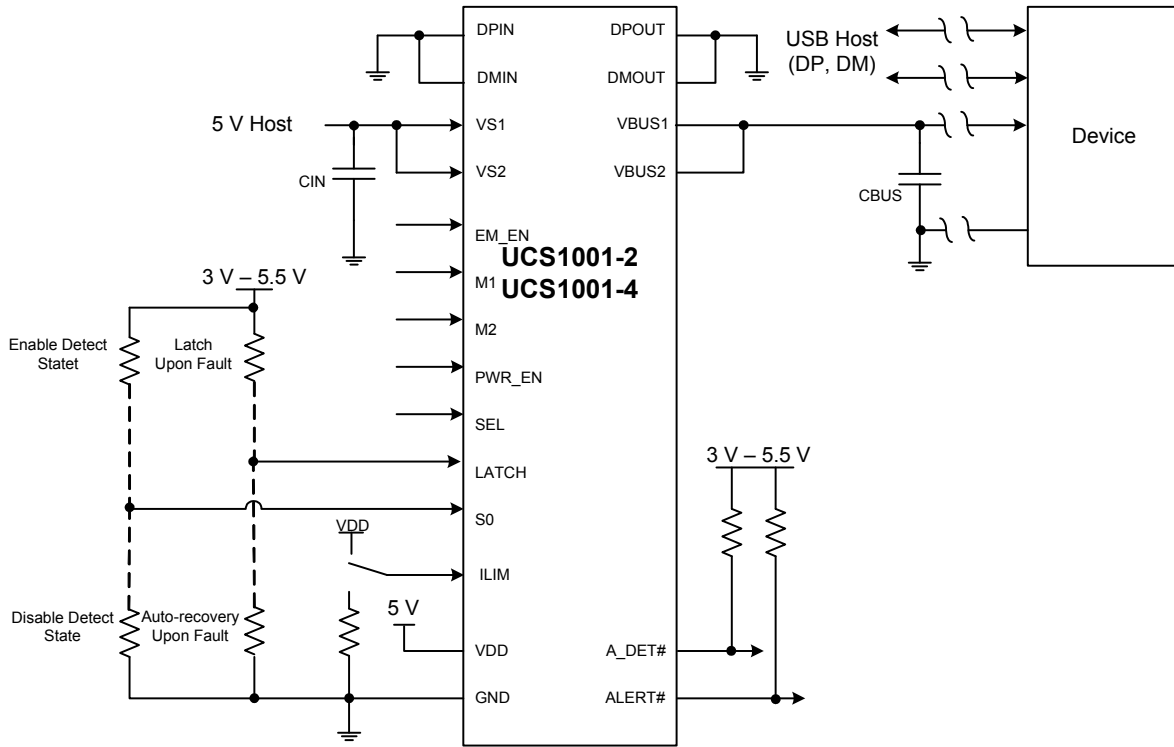 DPIN
DMIN
5 V Host
VS1
VS2
CIN
EM_EN
UCS1001-2
UCS1001-4
M1
M2
PWR_EN
SEL
LATCH
S0
ILIM
VDD
GND
3 V – 5.5 V
Enable Detect
Statet
Latch
Upon Fault
VDD
5 V
Disable Detect
State
Auto-recovery
Upon Fault
DPOUT
DMOUT
VBUS1
VBUS2
USB Host
(DP, DM)
Device
CBUS
3 V – 5.5 V
A_DET#
ALERT#